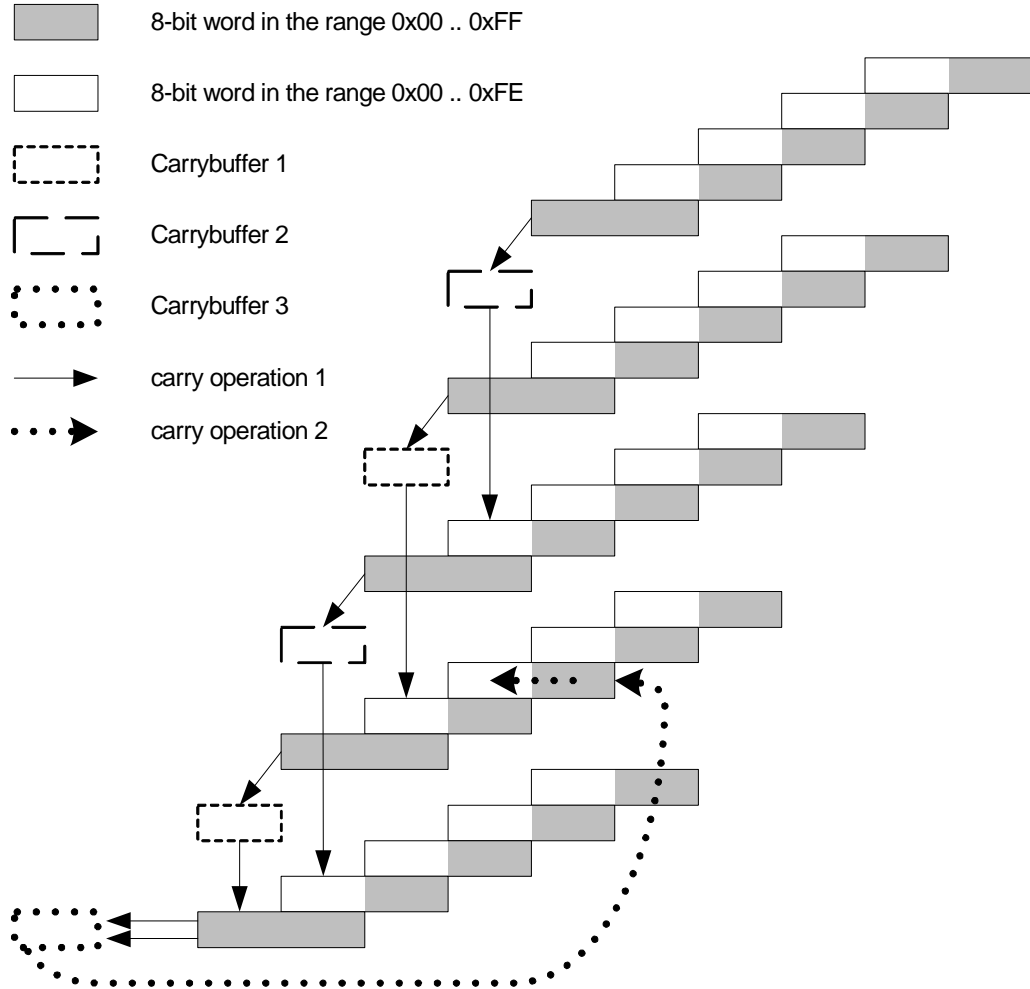 8-bit word in the range 0x00 .. 0xFF
8-bit word in the range 0x00 .. 0xFE
Carrybuffer 1
Carrybuffer 2
Carrybuffer 3
carry operation 1
carry operation 2